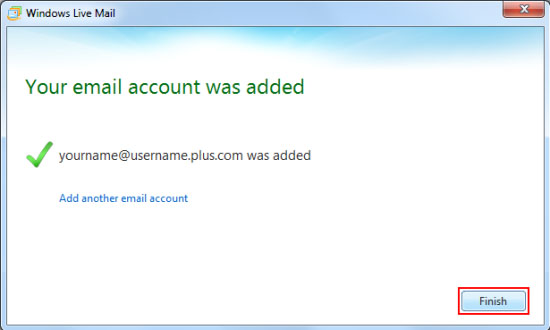 Windows Live Mail
Your email account was added
yourname@username.plus.com was added
Add another email account
Finish